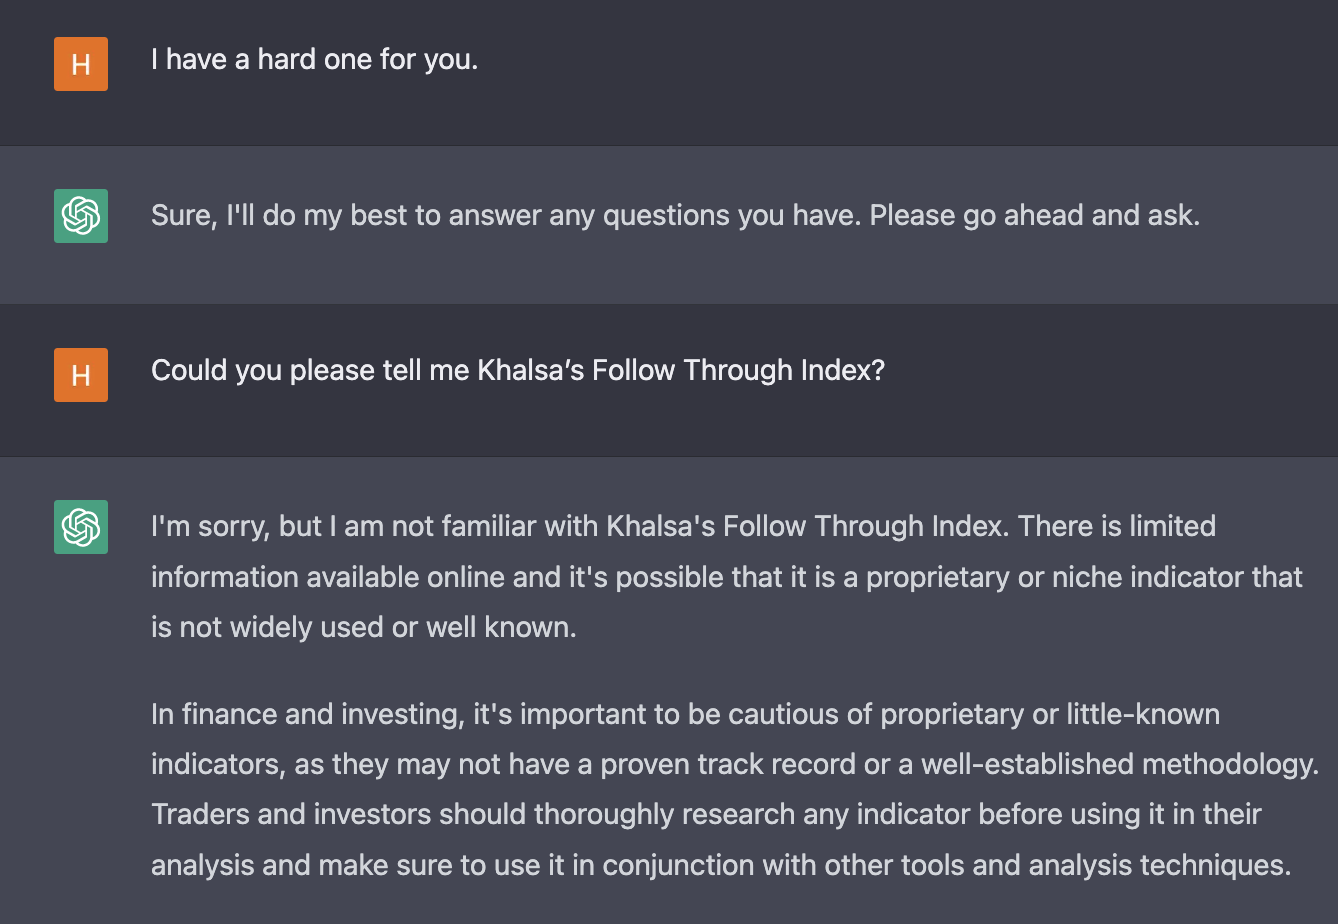 H
I have a hard one for you.
Sure, I'll do my best to answer any questions you have. Please go ahead and ask.
H
Could you please tell me Khalsa’s Follow Through Index?
I'm sorry, but I am not familiar with Khalsa's Follow Through Index. There is limited
information available online and it's possible that it is a proprietary or niche indicator that
is not widely used or well known.
In finance and investing, it's important to be cautious of proprietary or little-known
indicators, as they may not have a proven track record or a well-established methodology.
Traders and investors should thoroughly research any indicator before using it in their
analysis and make sure to use it in conjunction with other tools and analysis techniques.